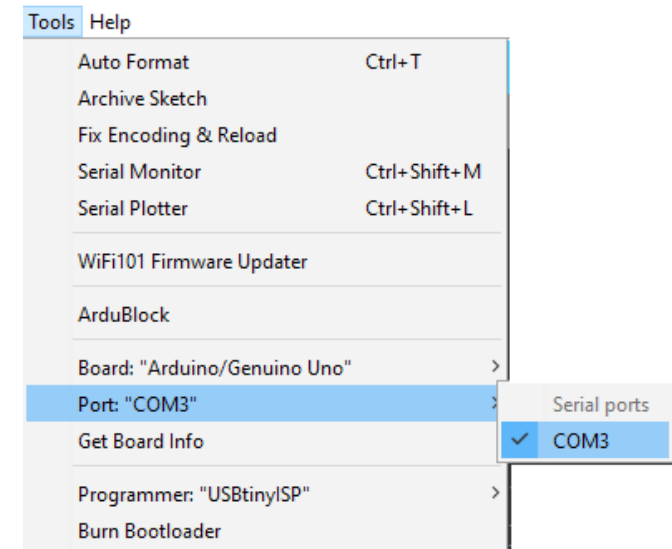 Tools Help
Auto Format Ctrl+T
Archive Sketch
Fix Encoding & Reload
Serial Monitor Ctrl+Shift+M
Serial Plotter Ctrl+Shift+L
WiFi101 Firmware Updater
ArduBlock
Board: "Arduino/Genuino Uno"
Port: "COM3"
Serial ports
Get Board Info
COM3
Programmer: "USBtinyISP"
Burn Bootloader